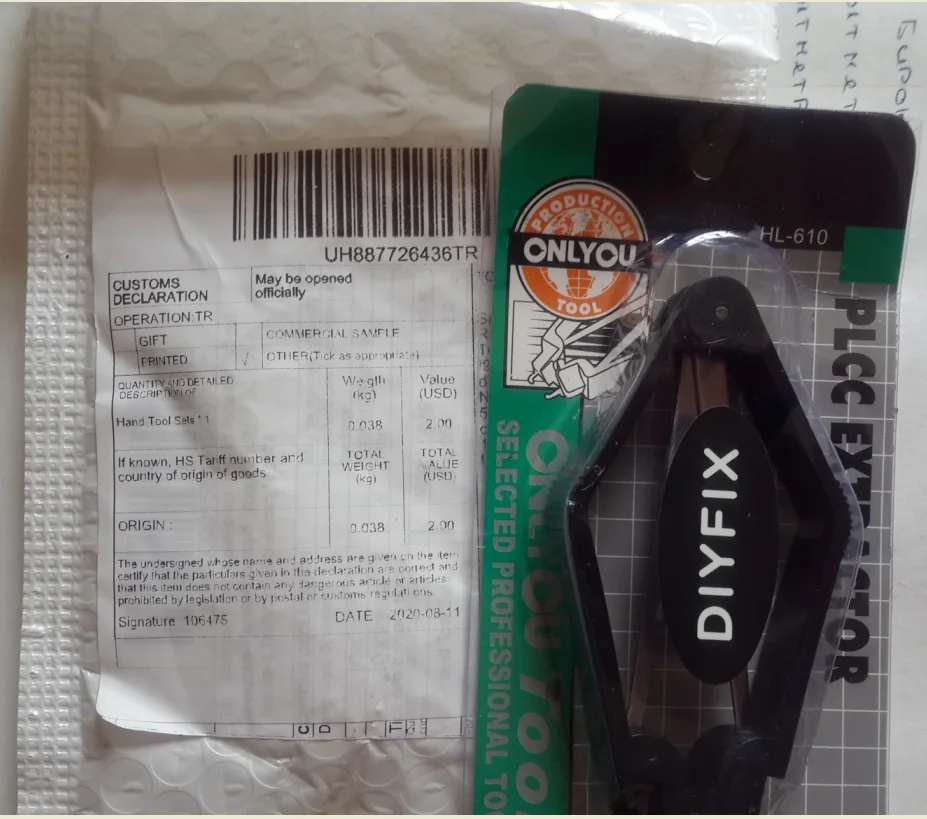 UH887726436TR
CUSTOMS
DECLARATION
May be opened
officially
OPERATION:TR
GIFT
COMMERCIAL SAMPLE
PRINTED
√
OTHER(Tick as appropriate)
QUANTITY AND DETAILED
DESCRIPTION OF
Weigth
(kg)
Value
(USD)
Hand Tool Sets*1
0.038
2.00
If known, HS Tariff number and
country of origin of goods.
TOTAL
WEIGHT
(kg)
TOTAL
VALUE
(USD)
ORIGIN :
0.038
2.00
The undersigned whose name and address are given on the item
certify that the particulars given in the declaration are correct and
that this item does not contain any dangerous article or articles
prohibited by legislation or by postal or customs regulations.
Signature 106475
DATE 2020-08-11
C
D
PRODUCTION
ONLYOU
TOOL
HL-610
PLCC EXTRACTOR
ONLYOU TOO
SELECTED PROFESSIONAL TO
DIYFIX